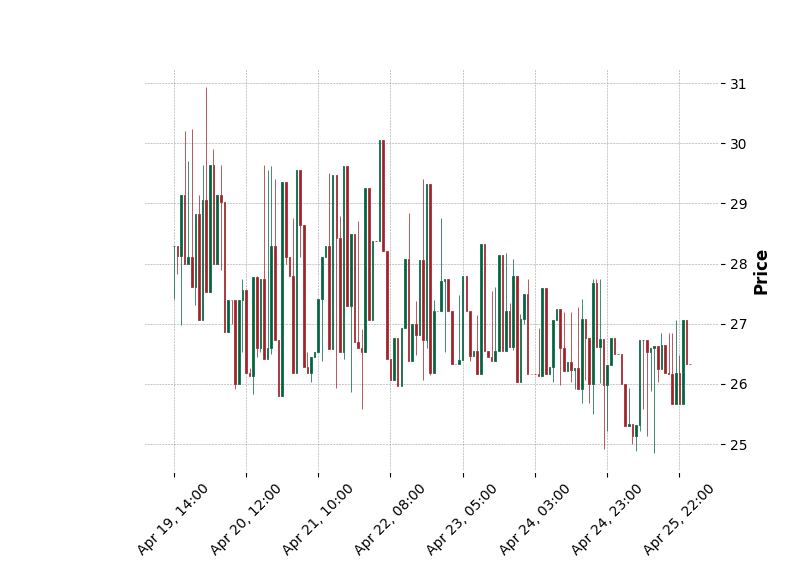 31
30
29
28
27
26
25
Price
Apr 19, 14:00
Apr 20, 12:00
Apr 21, 10:00
Apr 22, 08:00
Apr 23, 05:00
Apr 24, 03:00
Apr 24, 23:00
Apr 25, 22:00